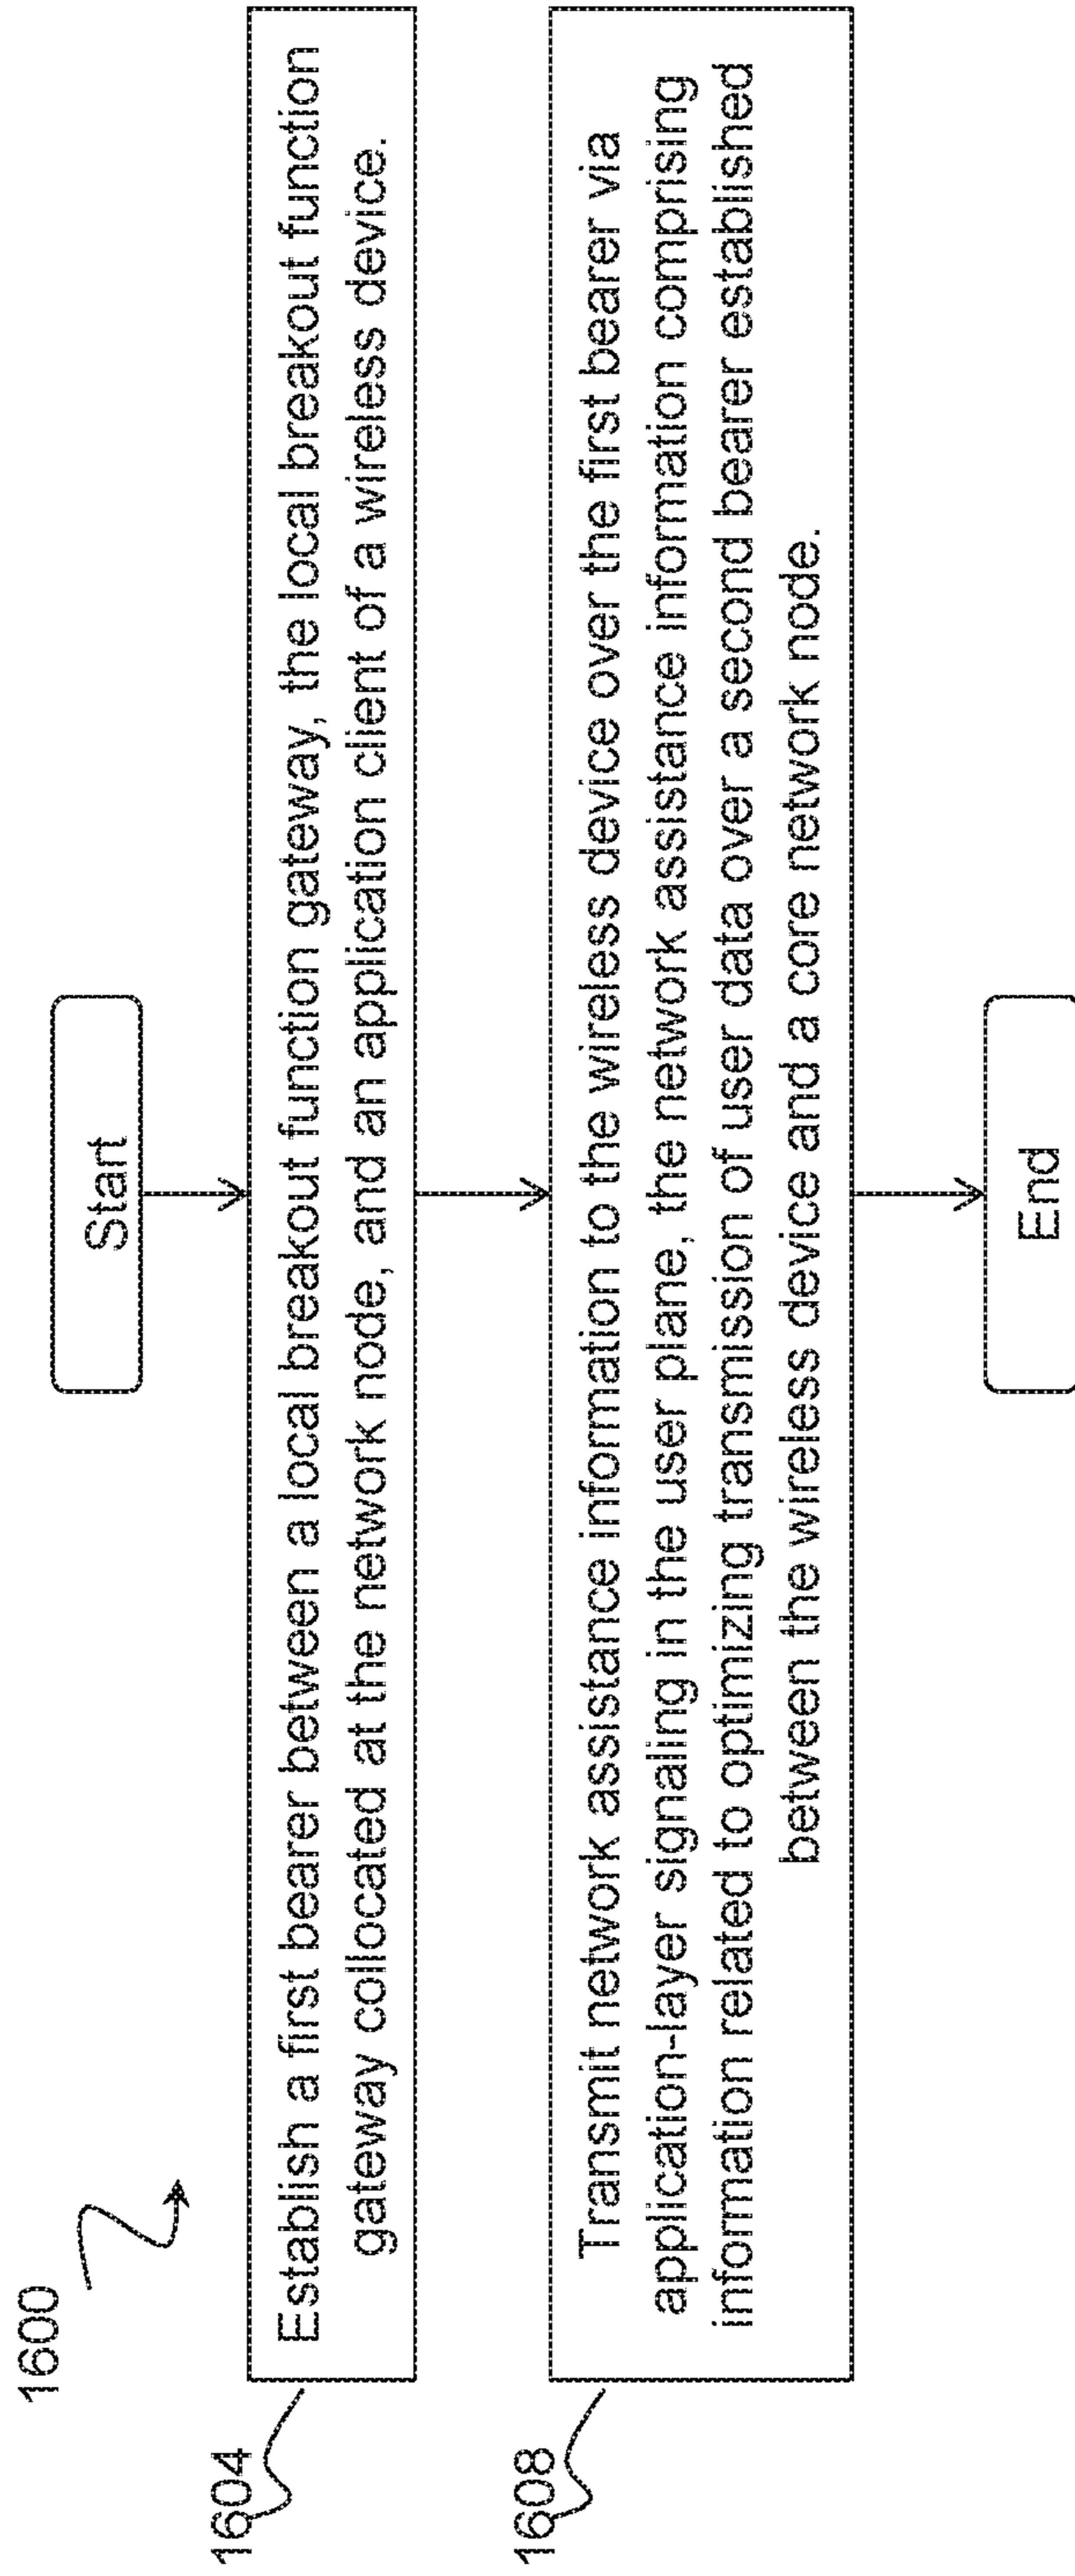 1600
Start
1604
Establish a first bearer between a local breakout function gateway, the local breakout function
gateway collocated at the network node, and an application client of a wireless device.
1608
Transmit network assistance information to the wireless device over the first bearer via
application-layer signaling in the user plane, the network assistance information comprising
information related to optimizing transmission of user data over a second bearer established
between the wireless device and a core network node.
End